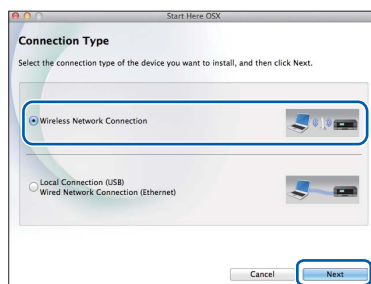 Start Here OSX
Connection Type
Select the connection type of the device you want to install, and then click Next.
Wireless Network Connection
Local Connection (USB)
Wired Network Connection (Ethernet)
Cancel
Next